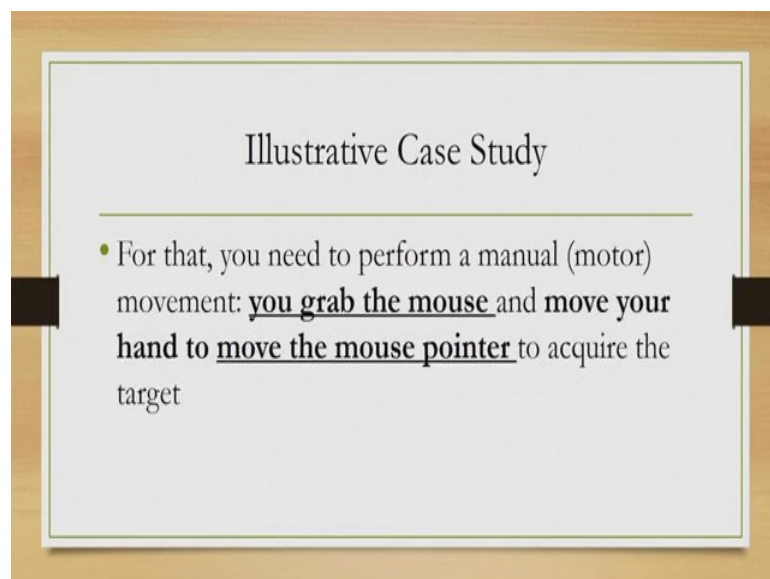 Illustrative Case Study
• For that, you need to perform a manual (motor)
movement: you grab the mouse and move your
hand to move the mouse pointer to acquire the
target